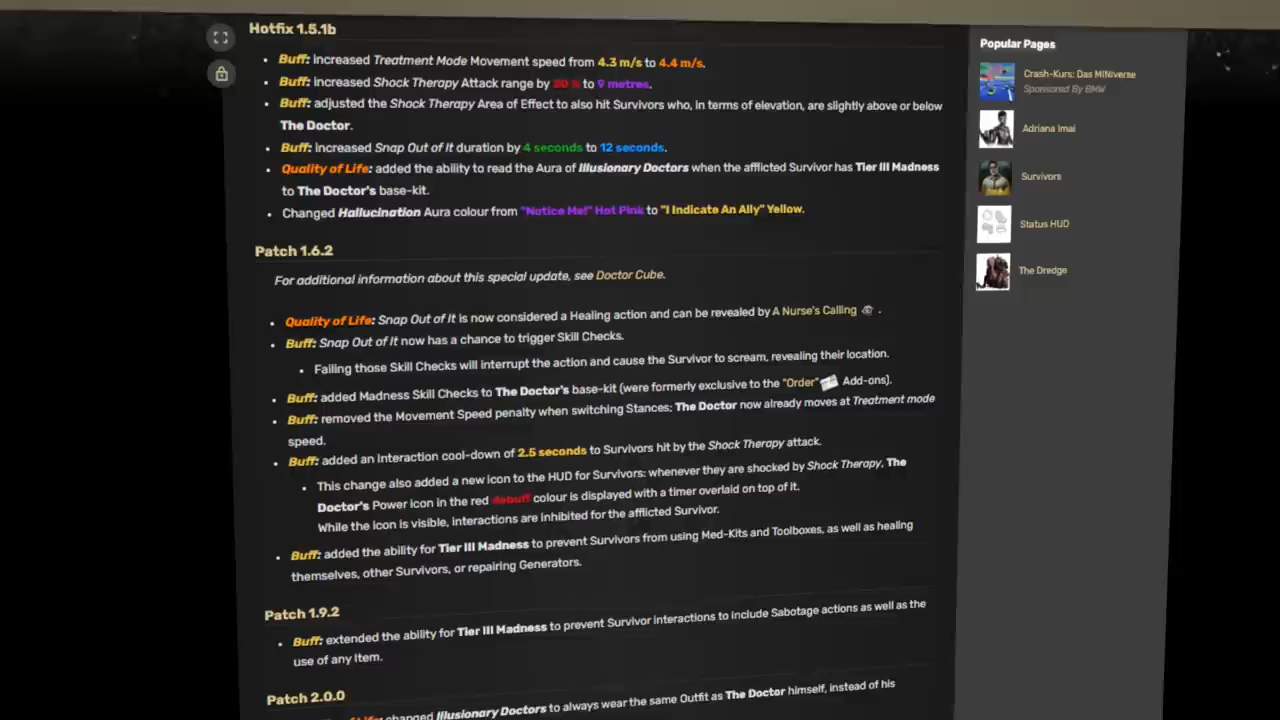 Hotfix 1.5.1b
Buff: increased Treatment Mode Movement speed from 4.3 m/s to 4.4 m/s.
Buff: increased Shock Therapy Attack range by 20 % to 9 metres.
Buff: adjusted the Shock Therapy Area of Effect to also hit Survivors who, in terms of elevation, are slightly above or below
The Doctor.
Buff: increased Snap Out of It duration by 4 seconds to 12 seconds.
Quality of Life: added the ability to read the Aura of Illusionary Doctors when the afflicted Survivor has Tier III Madness
to The Doctor's base-kit.
Changed Hallucination Aura colour from "Notice Me!" Hot Pink to "I Indicate An Ally" Yellow.
Patch 1.6.2
For additional information about this special update, see Doctor Cube.
Quality of Life: Snap Out of It is now considered a Healing action and can be revealed by A Nurse's Calling .
Buff: Snap Out of It now has a chance to trigger Skill Checks.
Failing those Skill Checks will interrupt the action and cause the Survivor to scream, revealing their location.
Buff: added Madness Skill Checks to The Doctor's base-kit (were formerly exclusive to the "Order" Add-ons).
Buff: removed the Movement Speed penalty when switching Stances: The Doctor now already moves at Treatment mode
speed.
Buff: added an Interaction cool-down of 2.5 seconds to Survivors hit by the Shock Therapy attack.
This change also added a new icon to the HUD for Survivors: whenever they are shocked by Shock Therapy, The
Doctor's Power icon in the red debuff colour is displayed with a timer overlaid on top of it.
While the icon is visible, interactions are inhibited for the afflicted Survivor.
Buff: added the ability for Tier III Madness to prevent Survivors from using Med-Kits and Toolboxes, as well as healing
themselves, other Survivors, or repairing Generators.
Patch 1.9.2
Buff: extended the ability for Tier III Madness to prevent Survivor interactions to include Sabotage actions as well as the
use of any Item.
Patch 2.0.0
of Life: changed Illusionary Doctors to always wear the same Outfit as The Doctor himself, instead of his
Popular Pages
Crash-Kurs: Das MINiverse
Sponsored By BMW
Adriana Imai
Survivors
Status HUD
The Dredge